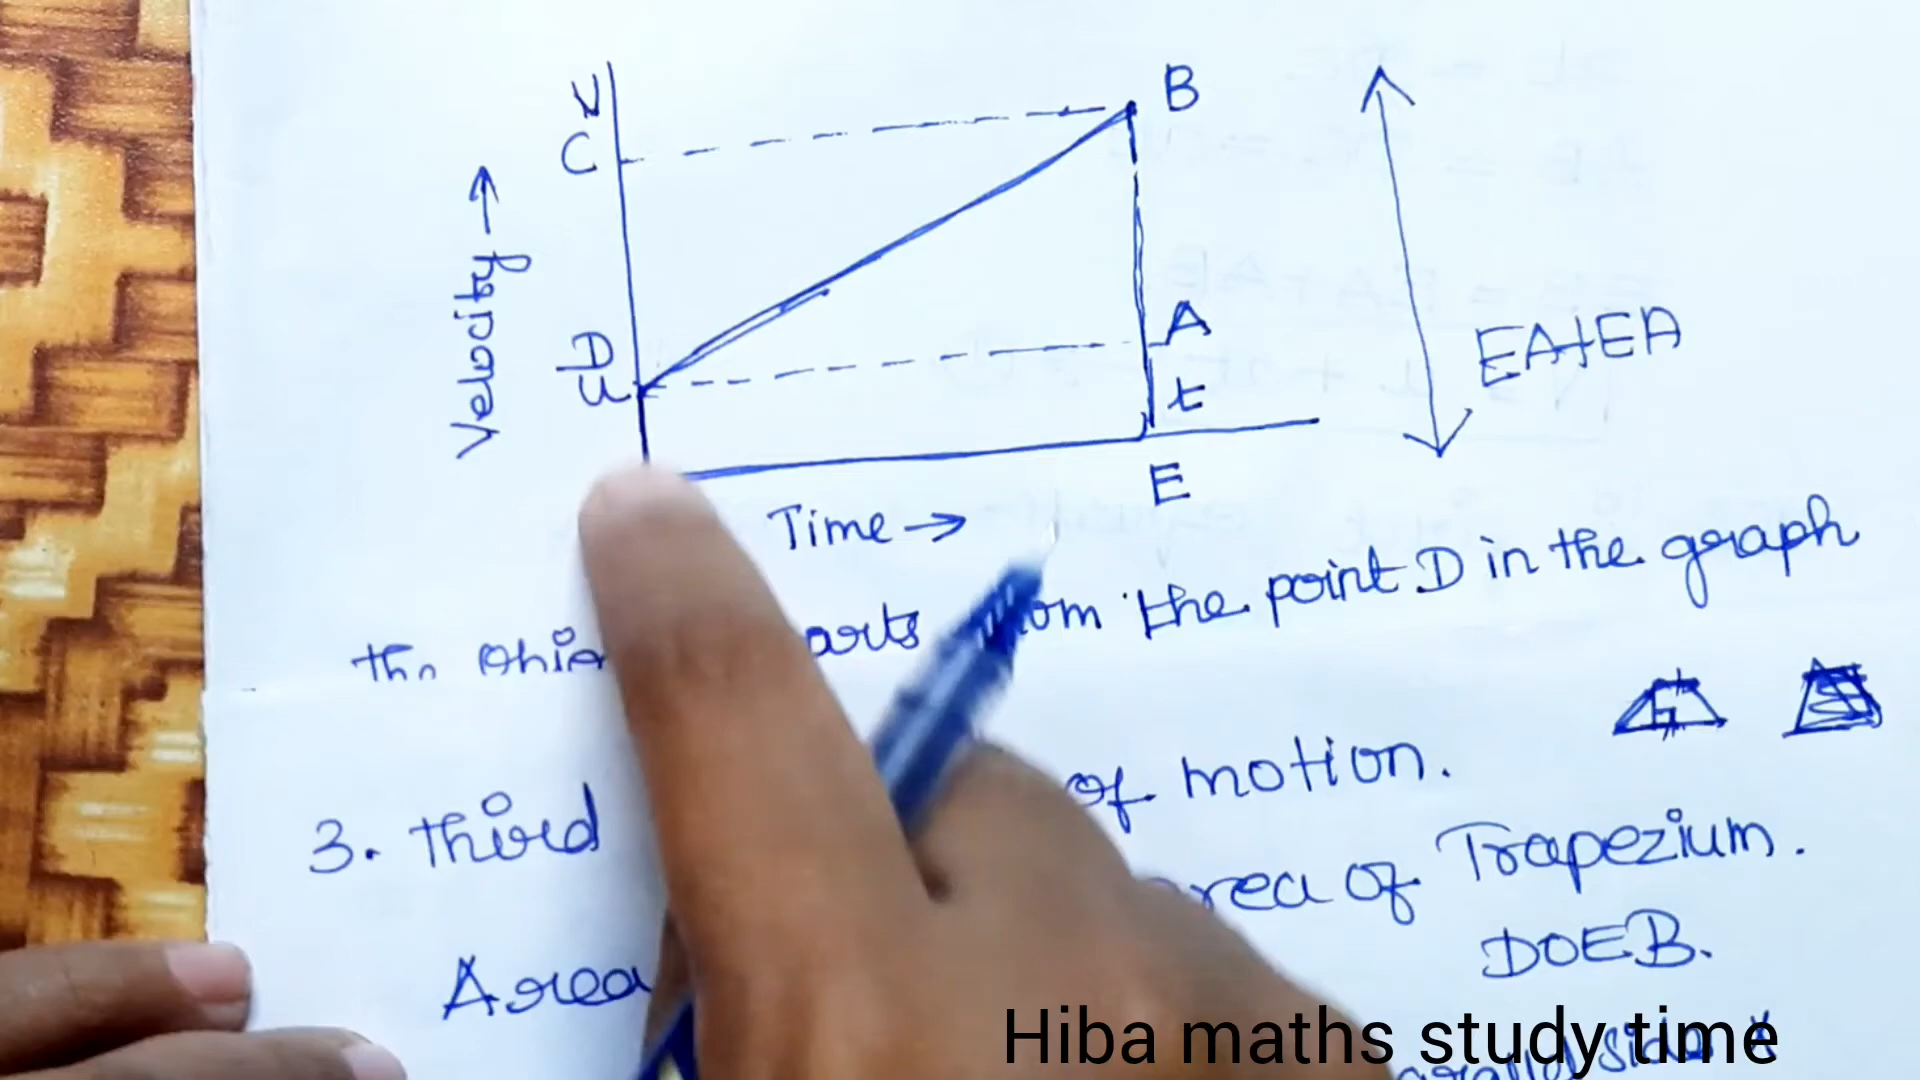 V
C
B
Velocity →
D
u
A
t
EA+EA
E
Time →
from the point D in the graph
3. Third of motion.
area of Trapezium.
DOEB.
Area
Hiba maths study time